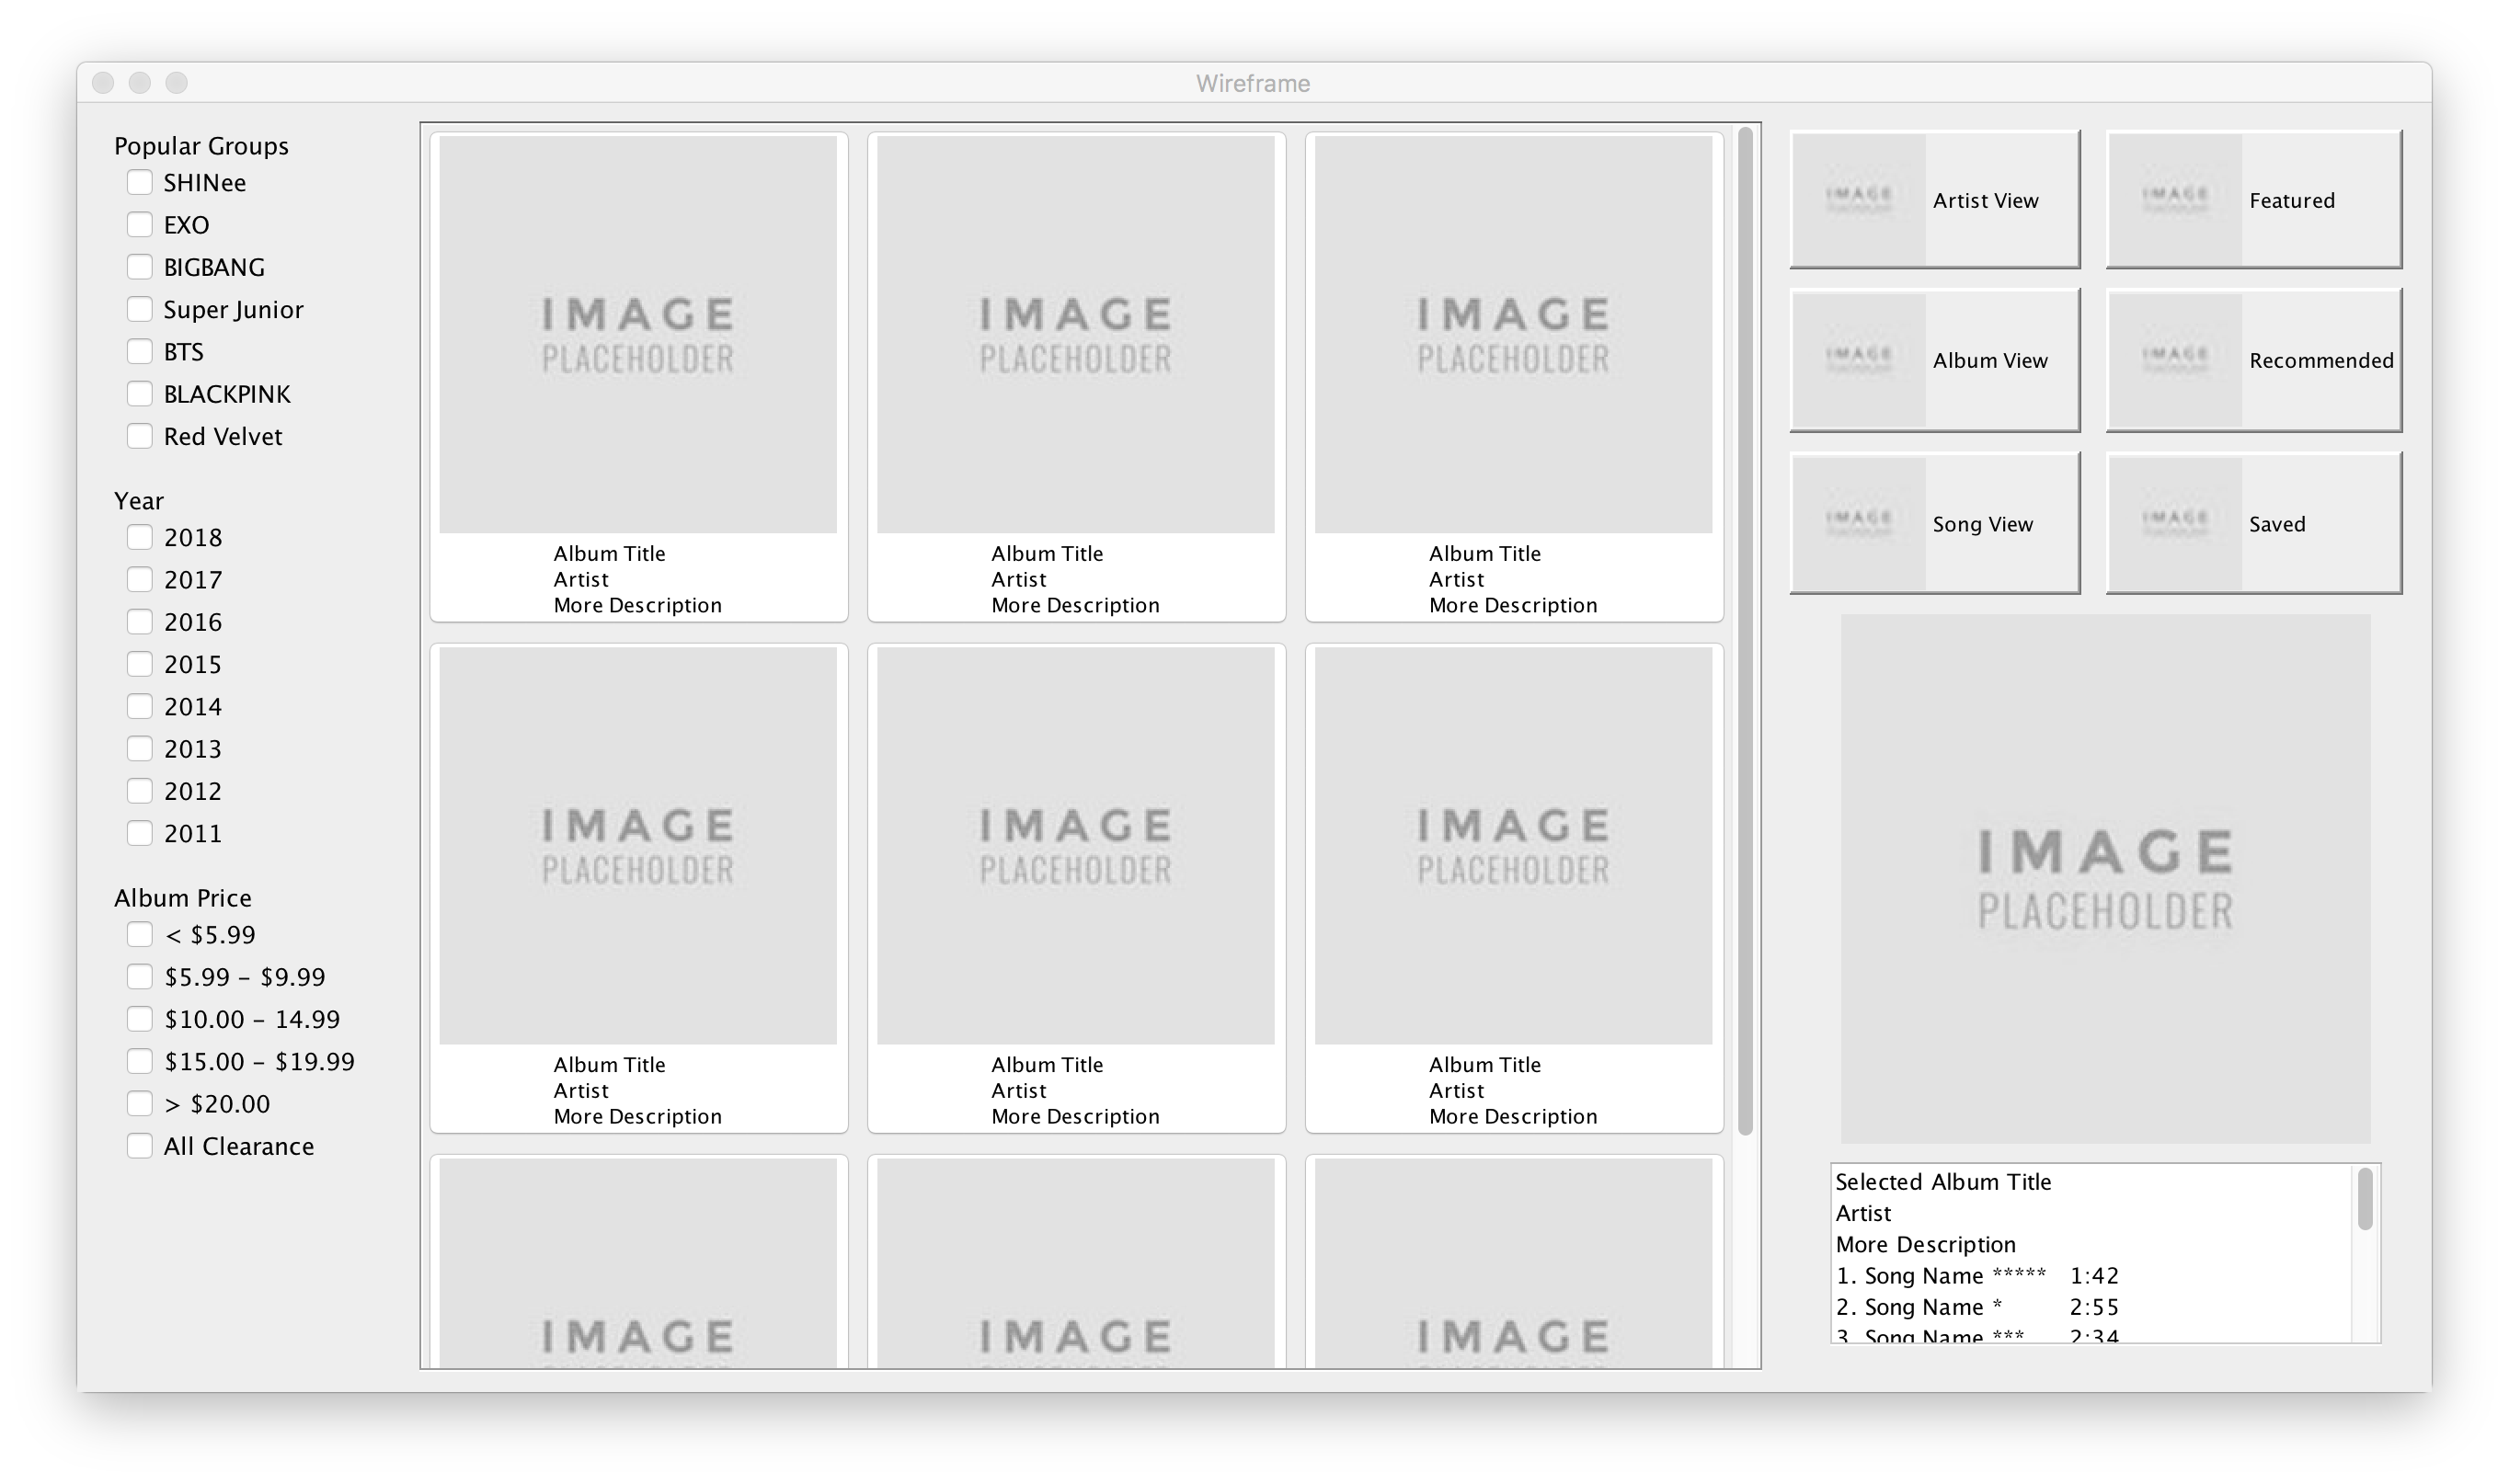 Wireframe
Popular Groups
SHINee
EXO
BIGBANG
Super Junior
BTS
BLACKPINK
Red Velvet
Year
2018
2017
2016
2015
2014
2013
2012
2011
Album Price
< $5.99
$5.99 – $9.99
$10.00 – 14.99
$15.00 – $19.99
> $20.00
All Clearance
IMAGE
PLACEHOLDER
Album Title
Artist
More Description
IMAGE
PLACEHOLDER
Album Title
Artist
More Description
IMAGE
PLACEHOLDER
Album Title
Artist
More Description
IMAGE
PLACEHOLDER
Album Title
Artist
More Description
IMAGE
PLACEHOLDER
Album Title
Artist
More Description
IMAGE
PLACEHOLDER
Album Title
Artist
More Description
IMAGE
IMAGE
IMAGE
IMAGE
Artist View
IMAGE
Featured
IMAGE
Album View
IMAGE
Recommended
IMAGE
Song View
IMAGE
Saved
IMAGE
PLACEHOLDER
Selected Album Title
Artist
More Description
1. Song Name ***** 1:42
2. Song Name * 2:55
3. Song Name *** 2:34